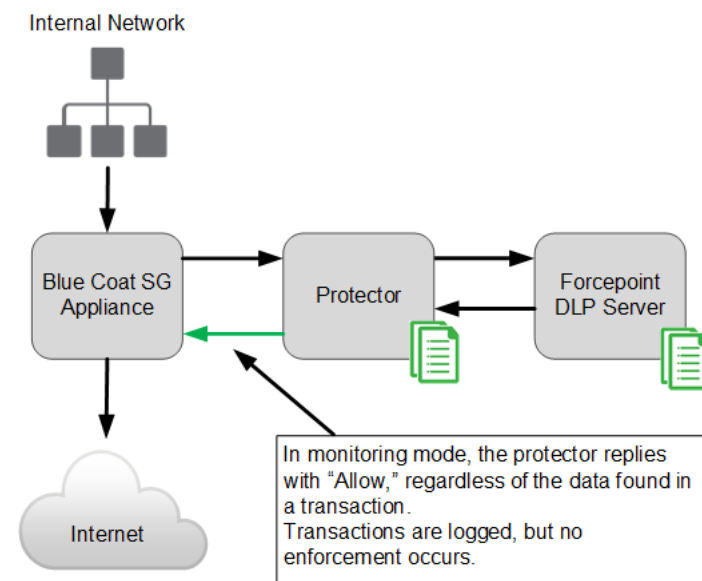 Internal Network
Blue Coat SG
Appliance
Protector
Forcepoint
DLP Server
In monitoring mode, the protector replies
with “Allow,” regardless of the data found in
a transaction.
Transactions are logged, but no
enforcement occurs.
Internet